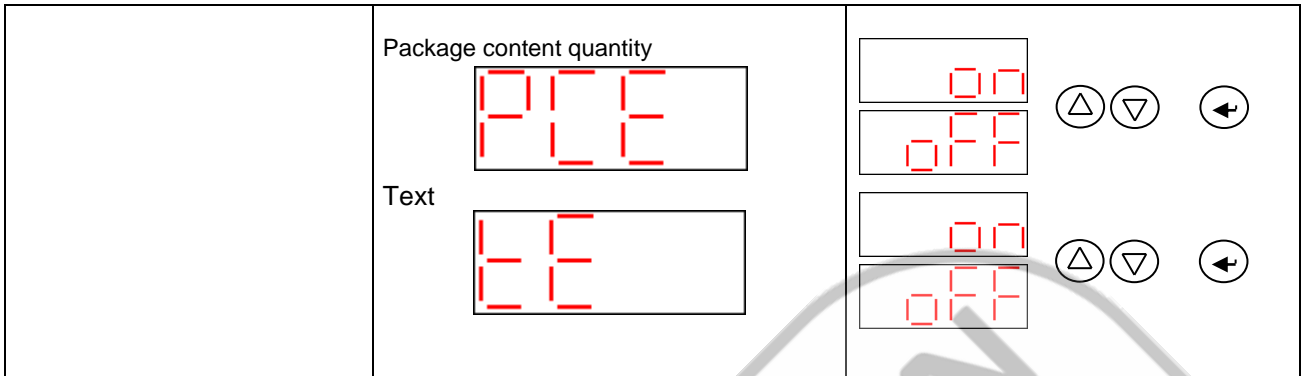 Package content quantity
PCE
on
oFF
Text
tE
on
oFF